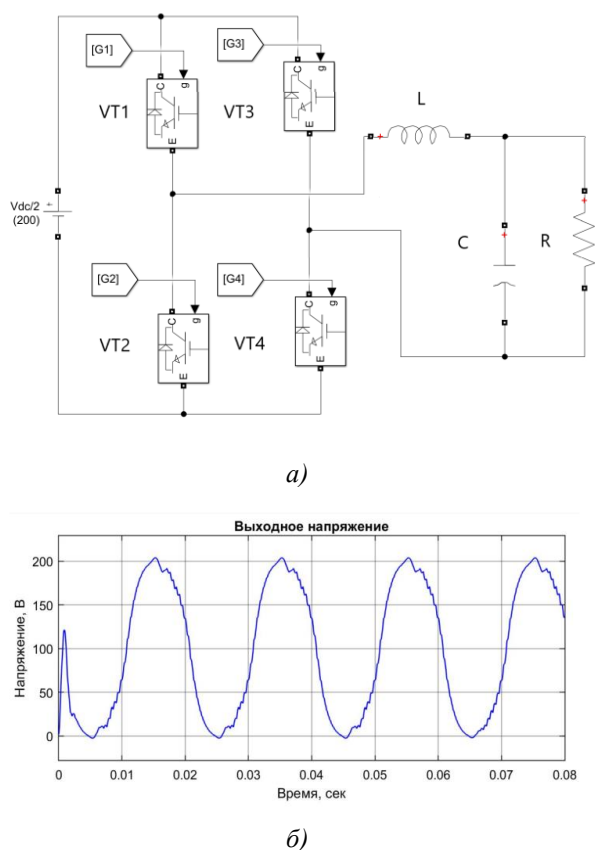 [G1]
[G3]
C
g
E
C
g
E
VT1
VT3
L
Vdc/2
(200)
C
R
[G2]
[G4]
C
g
E
C
g
E
VT2
VT4
а)
Выходное напряжение
Напряжение, В
200
150
100
50
0
0 0.01 0.02 0.03 0.04 0.05 0.06 0.07 0.08
Время, сек
б)